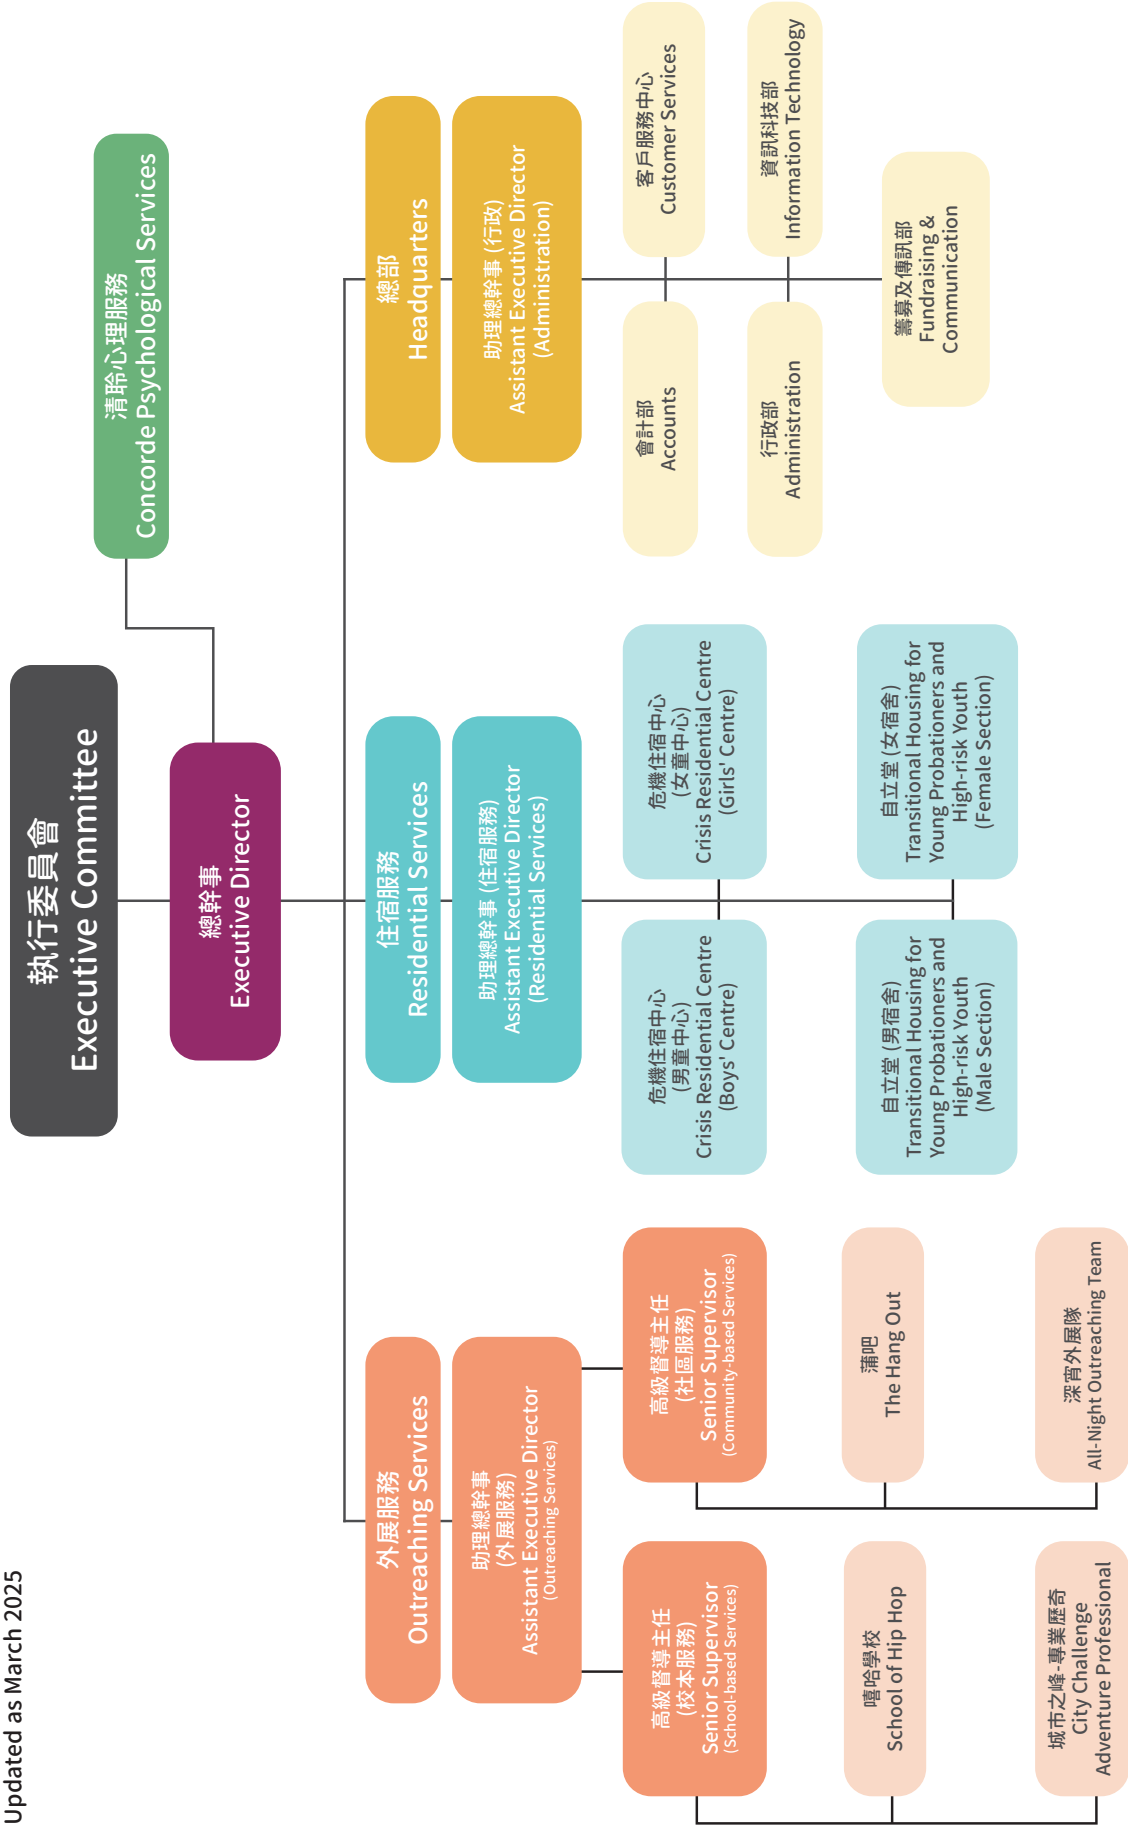 Updated as March 2025
執行委員會
Executive Committee
清聆心理服務
Concorde Psychological Services
總幹事
Executive Director
外展服務
Outreaching Services
助理總幹事
(外展服務)
Assistant Executive Director
(Outreaching Services)
高級督導主任
(校本服務)
Senior Supervisor
(School-based Services)
嘻哈學校
School of Hip Hop
城市之峰-專業歷奇
City Challenge
Adventure Professional
高級督導主任
(社區服務)
Senior Supervisor
(Community-based Services)
蒲吧
The Hang Out
深宵外展隊
All-Night Outreaching Team
住宿服務
Residential Services
助理總幹事 (住宿服務)
Assistant Executive Director
(Residential Services)
危機住宿中心
(男童中心)
Crisis Residential Centre
(Boys' Centre)
危機住宿中心
(女童中心)
Crisis Residential Centre
(Girls' Centre)
自立堂 (男宿舍)
Transitional Housing for
Young Probationers and
High-risk Youth
(Male Section)
自立堂 (女宿舍)
Transitional Housing for
Young Probationers and
High-risk Youth
(Female Section)
總部
Headquarters
助理總幹事 (行政)
Assistant Executive Director
(Administration)
會計部
Accounts
客戶服務中心
Customer Services
行政部
Administration
資訊科技部
Information Technology
籌募及傳訊部
Fundraising &
Communication